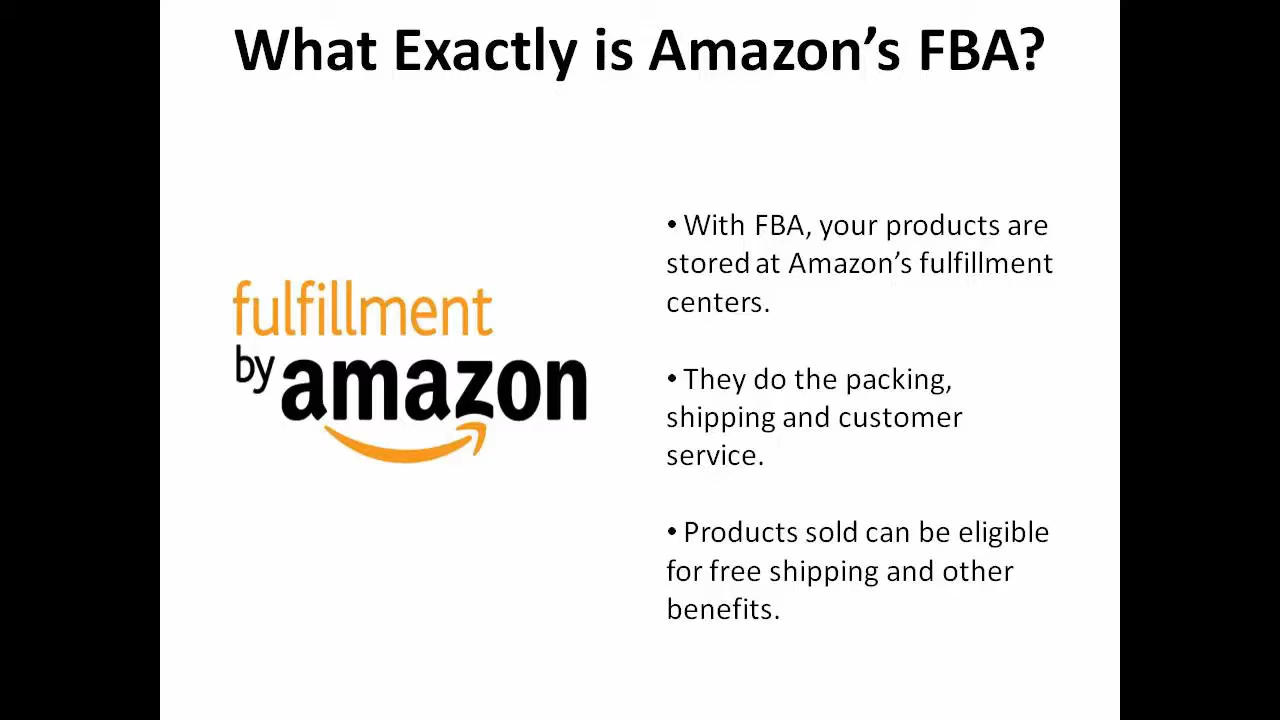 What Exactly is Amazon’s FBA?
fulfillment
by amazon
• With FBA, your products are
stored at Amazon’s fulfillment
centers.
• They do the packing,
shipping and customer
service.
• Products sold can be eligible
for free shipping and other
benefits.